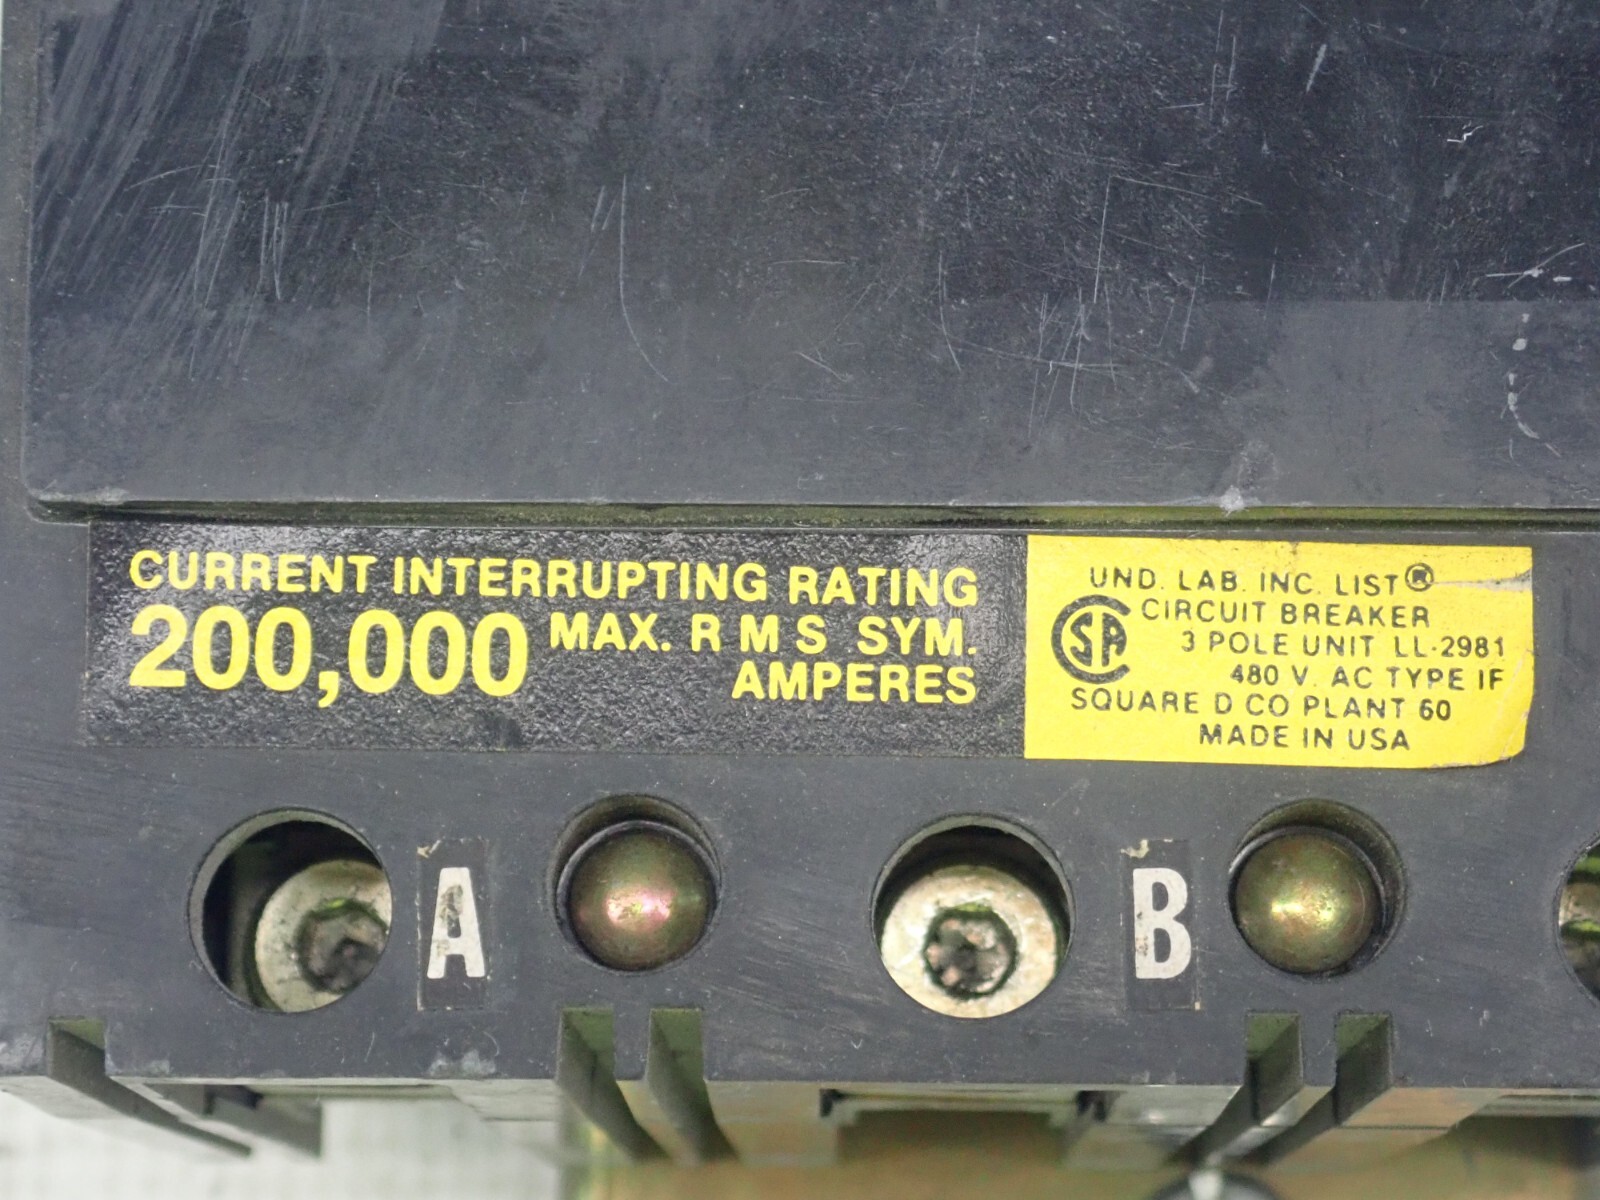 CURRENT INTERRUPTING RATING
200,000 MAX. R M S SYM.
AMPERES
UND. LAB. INC. LIST ®
SA CIRCUIT BREAKER
3 POLE UNIT LL-2981
480 V. AC TYPE IF
SQUARE D CO PLANT 60
MADE IN USA
A
B